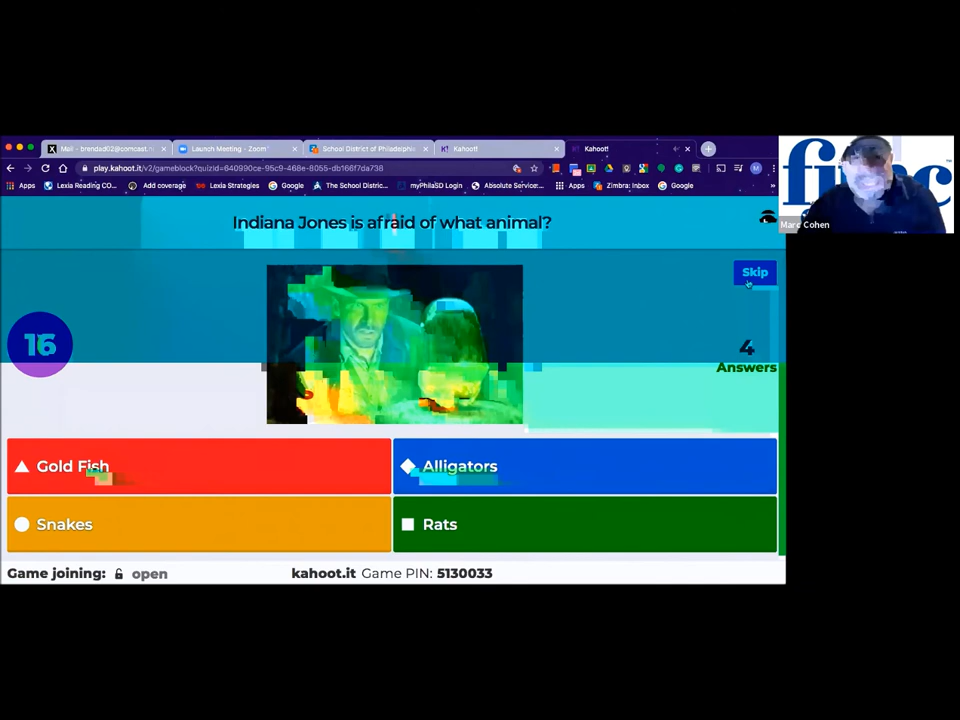 Mail - brendad02@comcast.n
Launch Meeting - Zoom
School District of Philadelphia
Kahoot!
Kahoot!
play.kahoot.it/v2/gameblock?quizId=640990ce-95c9-468e-8055-db166f7da738
Apps
Lexia Reading CO...
Add coverage
Lexia Strategies
Google
The School Distric...
myPhilaSD Login
Absolute Service:...
Apps
Zimbra: Inbox
Google
Indiana Jones is afraid of what animal?
Marc Cohen
Skip
16
4
Answers
Gold Fish
Alligators
Snakes
Rats
Game joining: open
kahoot.it Game PIN: 5130033